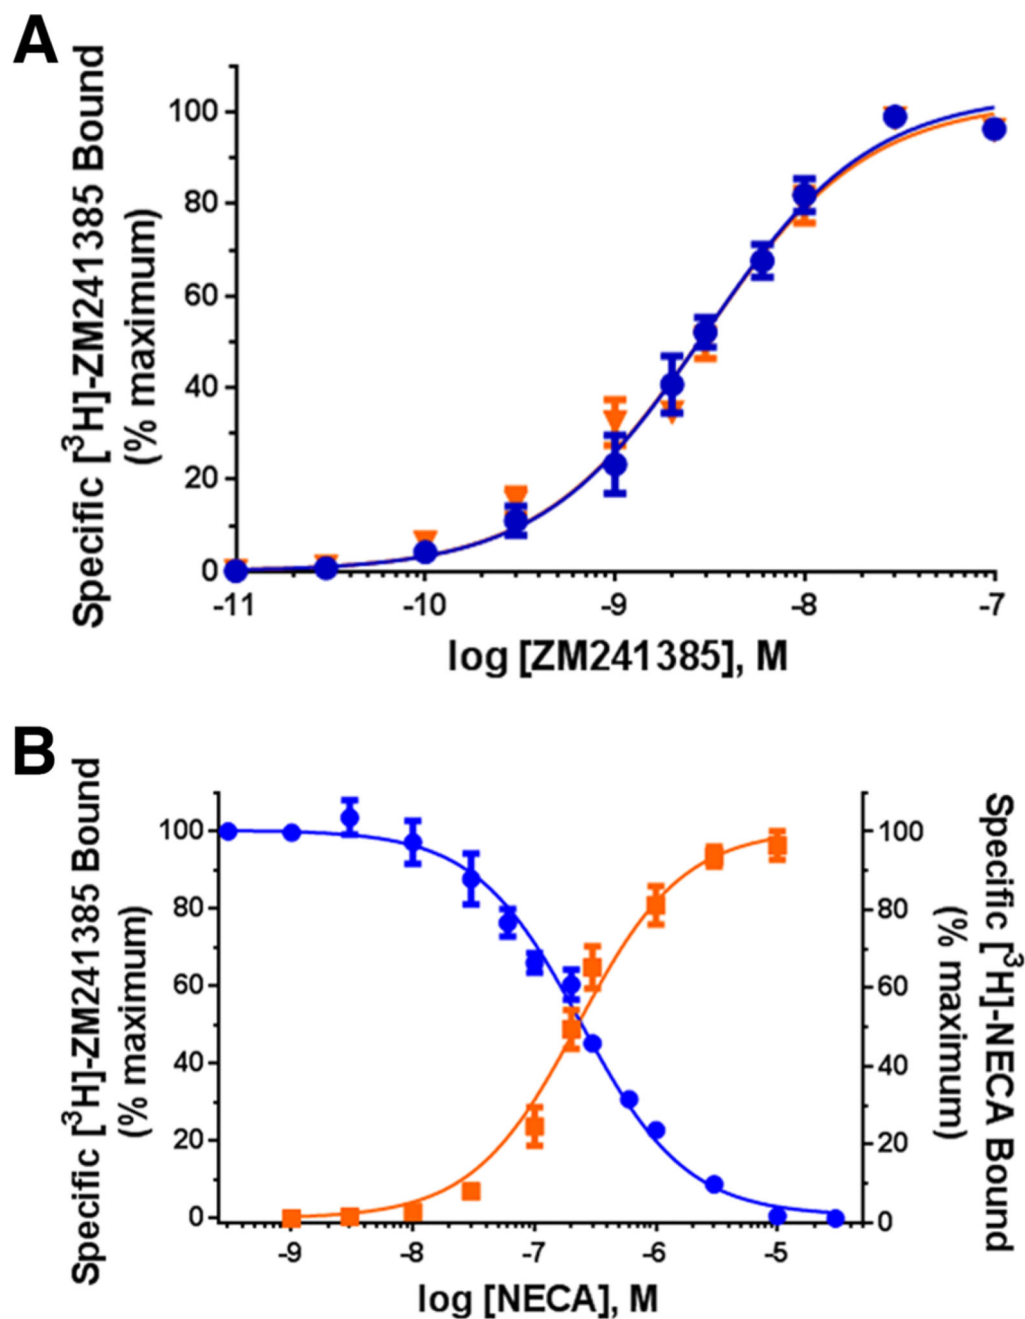 A
Specific [³H]-ZM241385 Bound
(% maximum)
100
80
60
40
20
0
-11 -10 -9 -8 -7
log [ZM241385], M
B
Specific [³H]-ZM241385 Bound
(% maximum)
100
80
60
40
20
0
-9 -8 -7 -6 -5
log [NECA], M
100
80
60
40
20
0
Specific [³H]-NECA Bound
(% maximum)